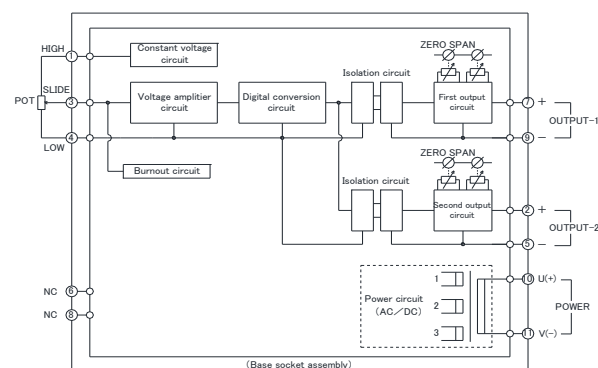 HIGH
①
Constant voltage
circuit
SLIDE
POT
③
Voltage amplitier
circuit
Digital conversion
circuit
Isolation circuit
ZERO SPAN
First output
circuit
⑦ +
OUTPUT-1
⑨ −
④
LOW
Burnout circuit
Isolation circuit
ZERO SPAN
Second output
circuit
② +
OUTPUT-2
⑤ −
NC ⑥
NC ⑧
Power circuit
(AC/DC)
1
2
3
⑩ U(+)
POWER
⑪ V(−)
(Base socket assembly)